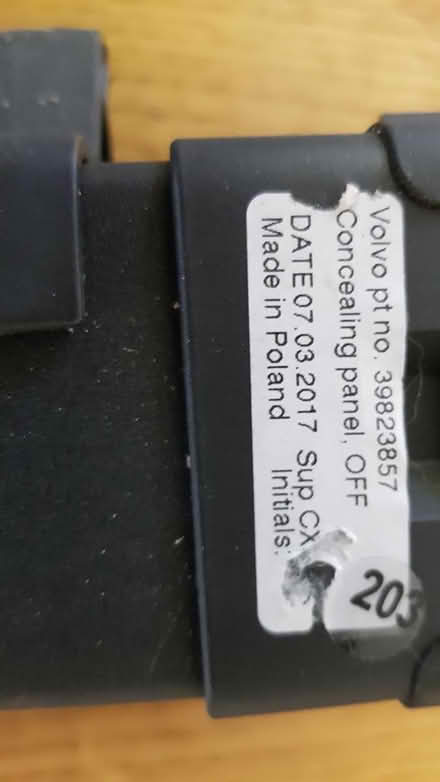 Volvo pt no. 39823857
Concealing panel, OFF
DATE 07.03.2017 Sup CX
Made in Poland Initials:
203